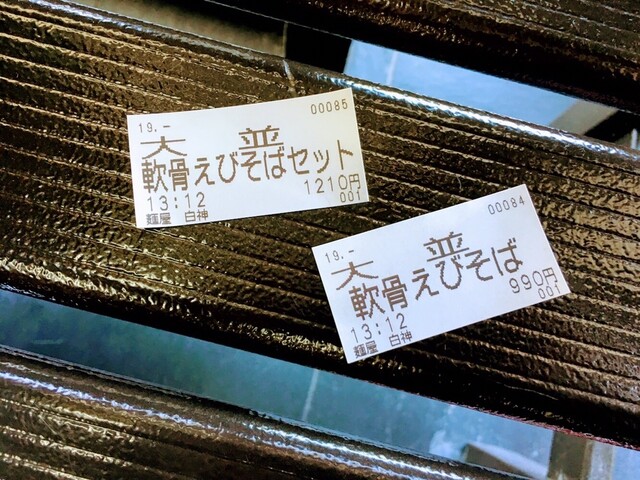 00085
19.-
大 普
軟骨えびそばセット
1210円
13:12
001
麺屋 白神
00084
19.-
大 普
軟骨えびそば
990円
001
13:12
麺屋 白神